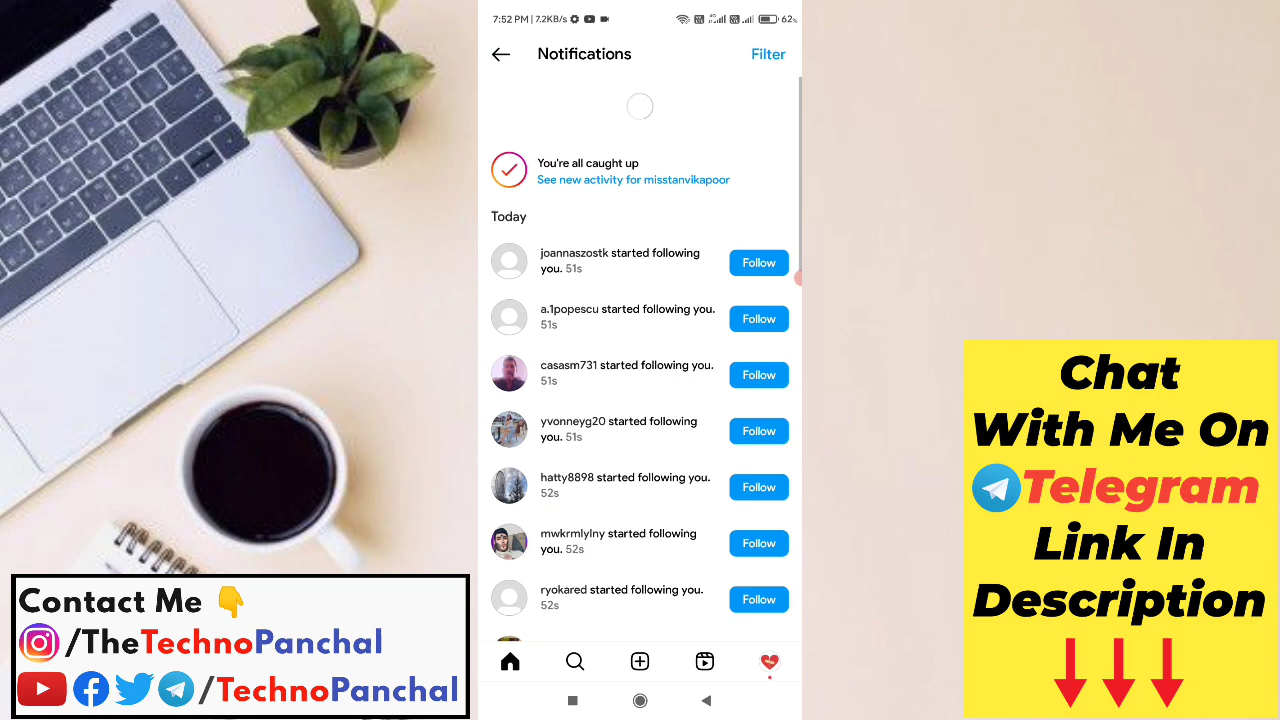 7:52 PM | 7.2KB/s
62%
Notifications
Filter
You're all caught up
See new activity for misstanvikapoor
Today
joannaszostk started following
you. 51s
Follow
a.1popescu started following you.
51s
Follow
casasm731 started following you.
51s
Follow
yvonneyg20 started following
you. 51s
Follow
hatty8898 started following you.
52s
Follow
mwkrmlylny started following
you. 52s
Follow
ryokared started following you.
52s
Follow
Contact Me 👇
/TheTechnoPanchal
/TechnoPanchal
Chat
With Me On
Telegram
Link In
Description